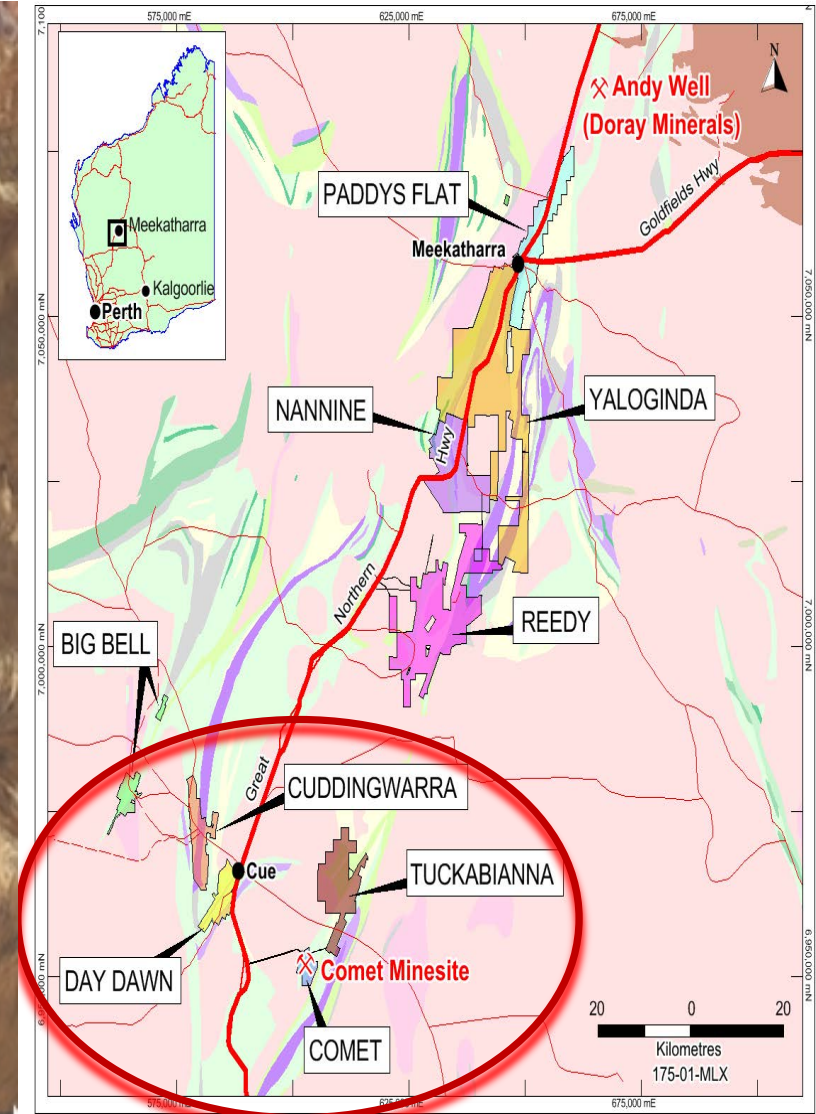 575,000 mE
625,000 mE
675,000 mE
7,100
N
Andy Well
(Doray Minerals)
PADDYS FLAT
Goldfields Hwy
Meekatharra
Meekatharra
Kalgoorlie
Perth
7,050,000 mN
7,050,000 mN
NANNINE
YALOGINDA
Hwy
Northern
REEDY
BIG BELL
7,000,000 mN
7,000,000 mN
Great
CUDDINGWARRA
Cue
TUCKABIANNA
DAY DAWN
Comet Minesite
6,950,000 mN
COMET
20
0
20
Kilometres
175-01-MLX
575,000 mE
625,000 mE
675,000 mE